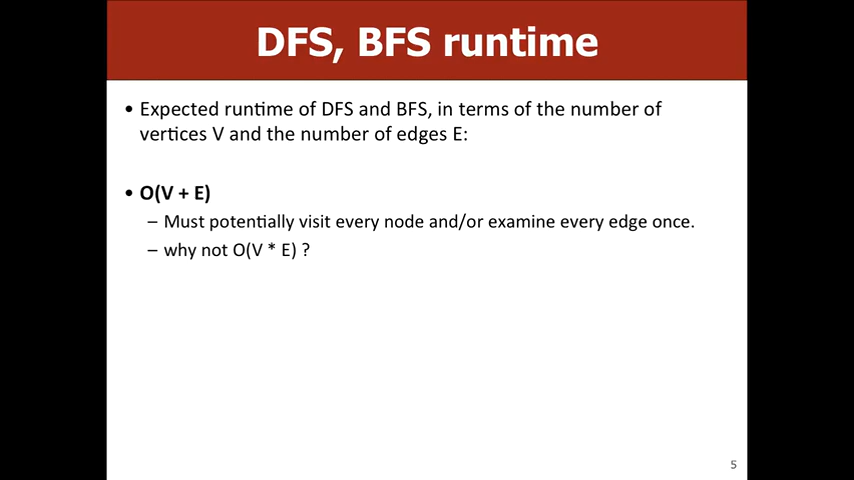 DFS, BFS runtime
• Expected runtime of DFS and BFS, in terms of the number of
vertices V and the number of edges E:
• O(V + E)
– Must potentially visit every node and/or examine every edge once.
– why not O(V * E) ?
5